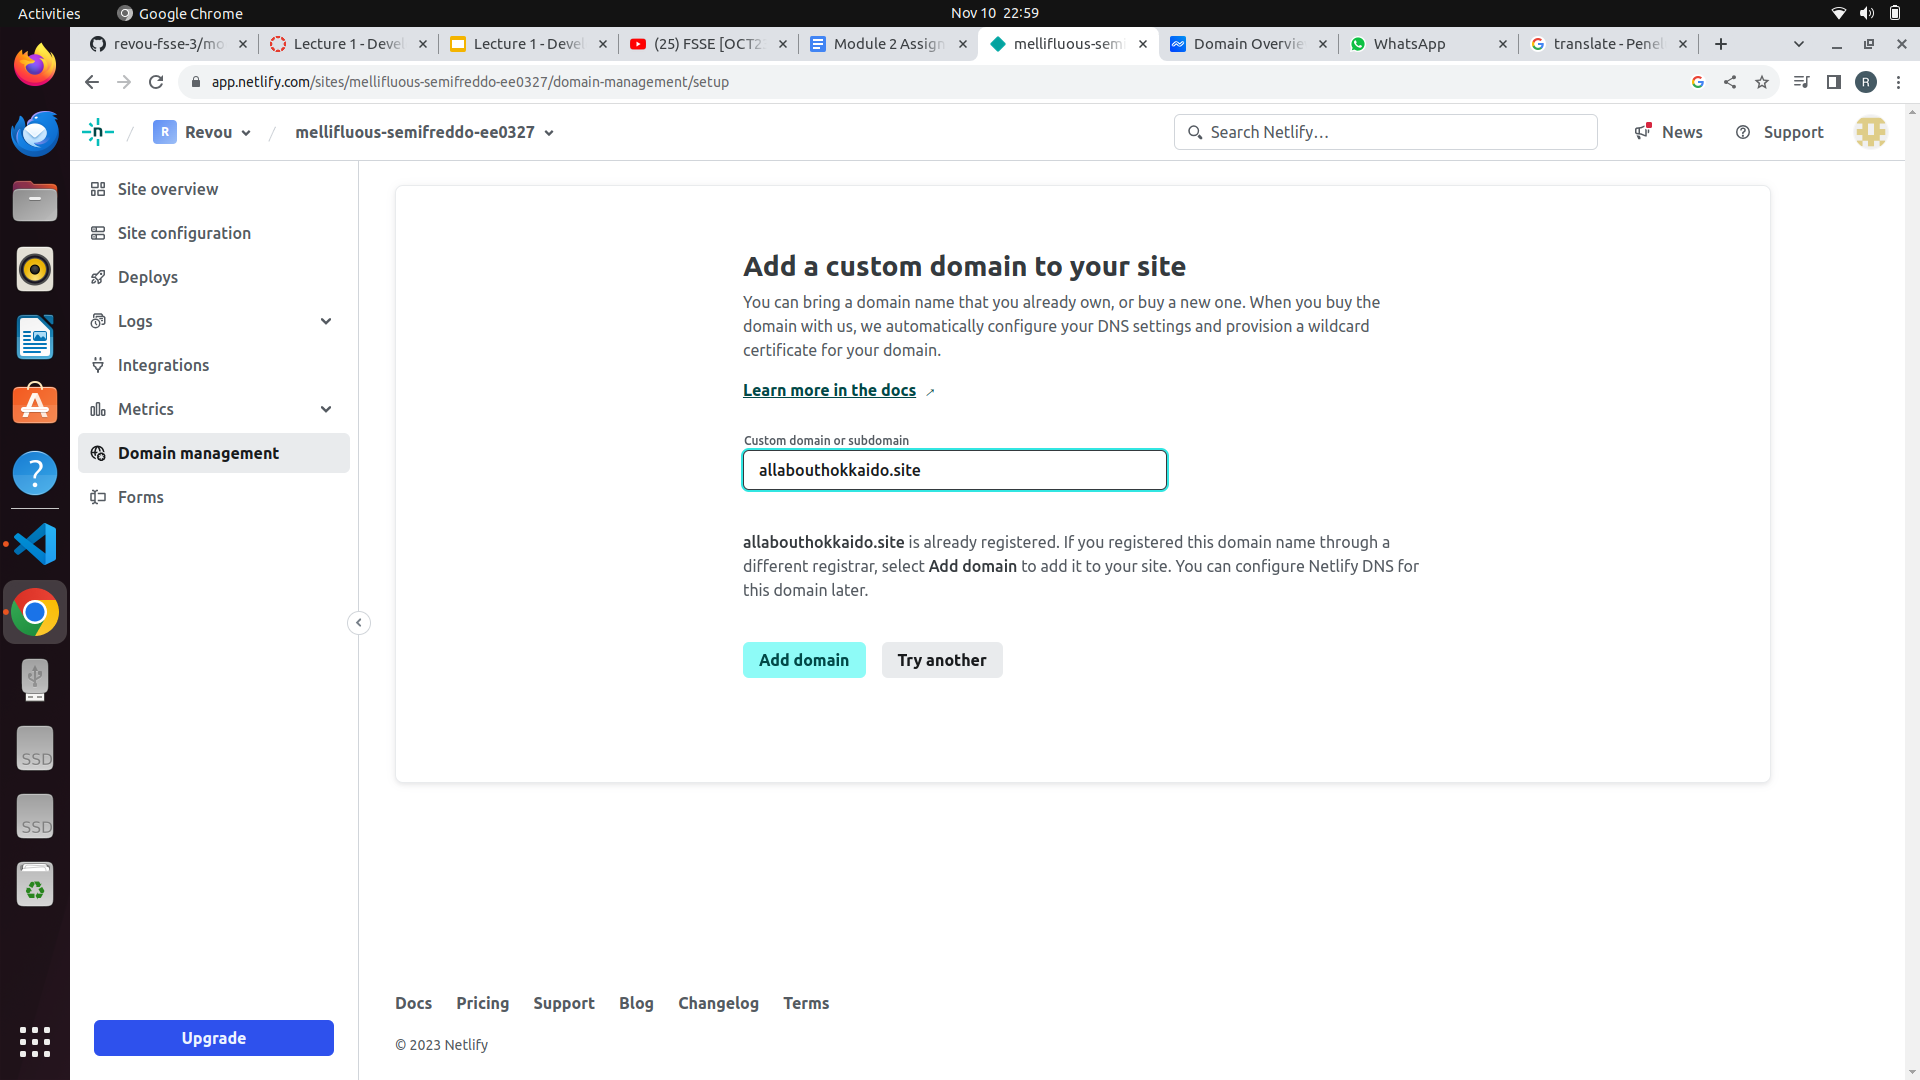 Activities
Google Chrome
Nov 10 22:59
revou-fsse-3/mo
Lecture 1 - Devel
Lecture 1 - Devel
(25) FSSE [OCT23
Module 2 Assign
mellifluous-semi
Domain Overvie
WhatsApp
translate - Penel
app.netlify.com/sites/mellifluous-semifreddo-ee0327/domain-management/setup
R
R
Revou
mellifluous-semifreddo-ee0327
Search Netlify…
News
Support
Site overview
Site configuration
Deploys
Logs
Integrations
Metrics
Domain management
Forms
Upgrade
Add a custom domain to your site
You can bring a domain name that you already own, or buy a new one. When you buy the
domain with us, we automatically configure your DNS settings and provision a wildcard
certificate for your domain.
Learn more in the docs
Custom domain or subdomain
allabouthokkaido.site
allabouthokkaido.site is already registered. If you registered this domain name through a
different registrar, select Add domain to add it to your site. You can configure Netlify DNS for
this domain later.
Add domain
Try another
SSD
SSD
Docs
Pricing
Support
Blog
Changelog
Terms
© 2023 Netlify